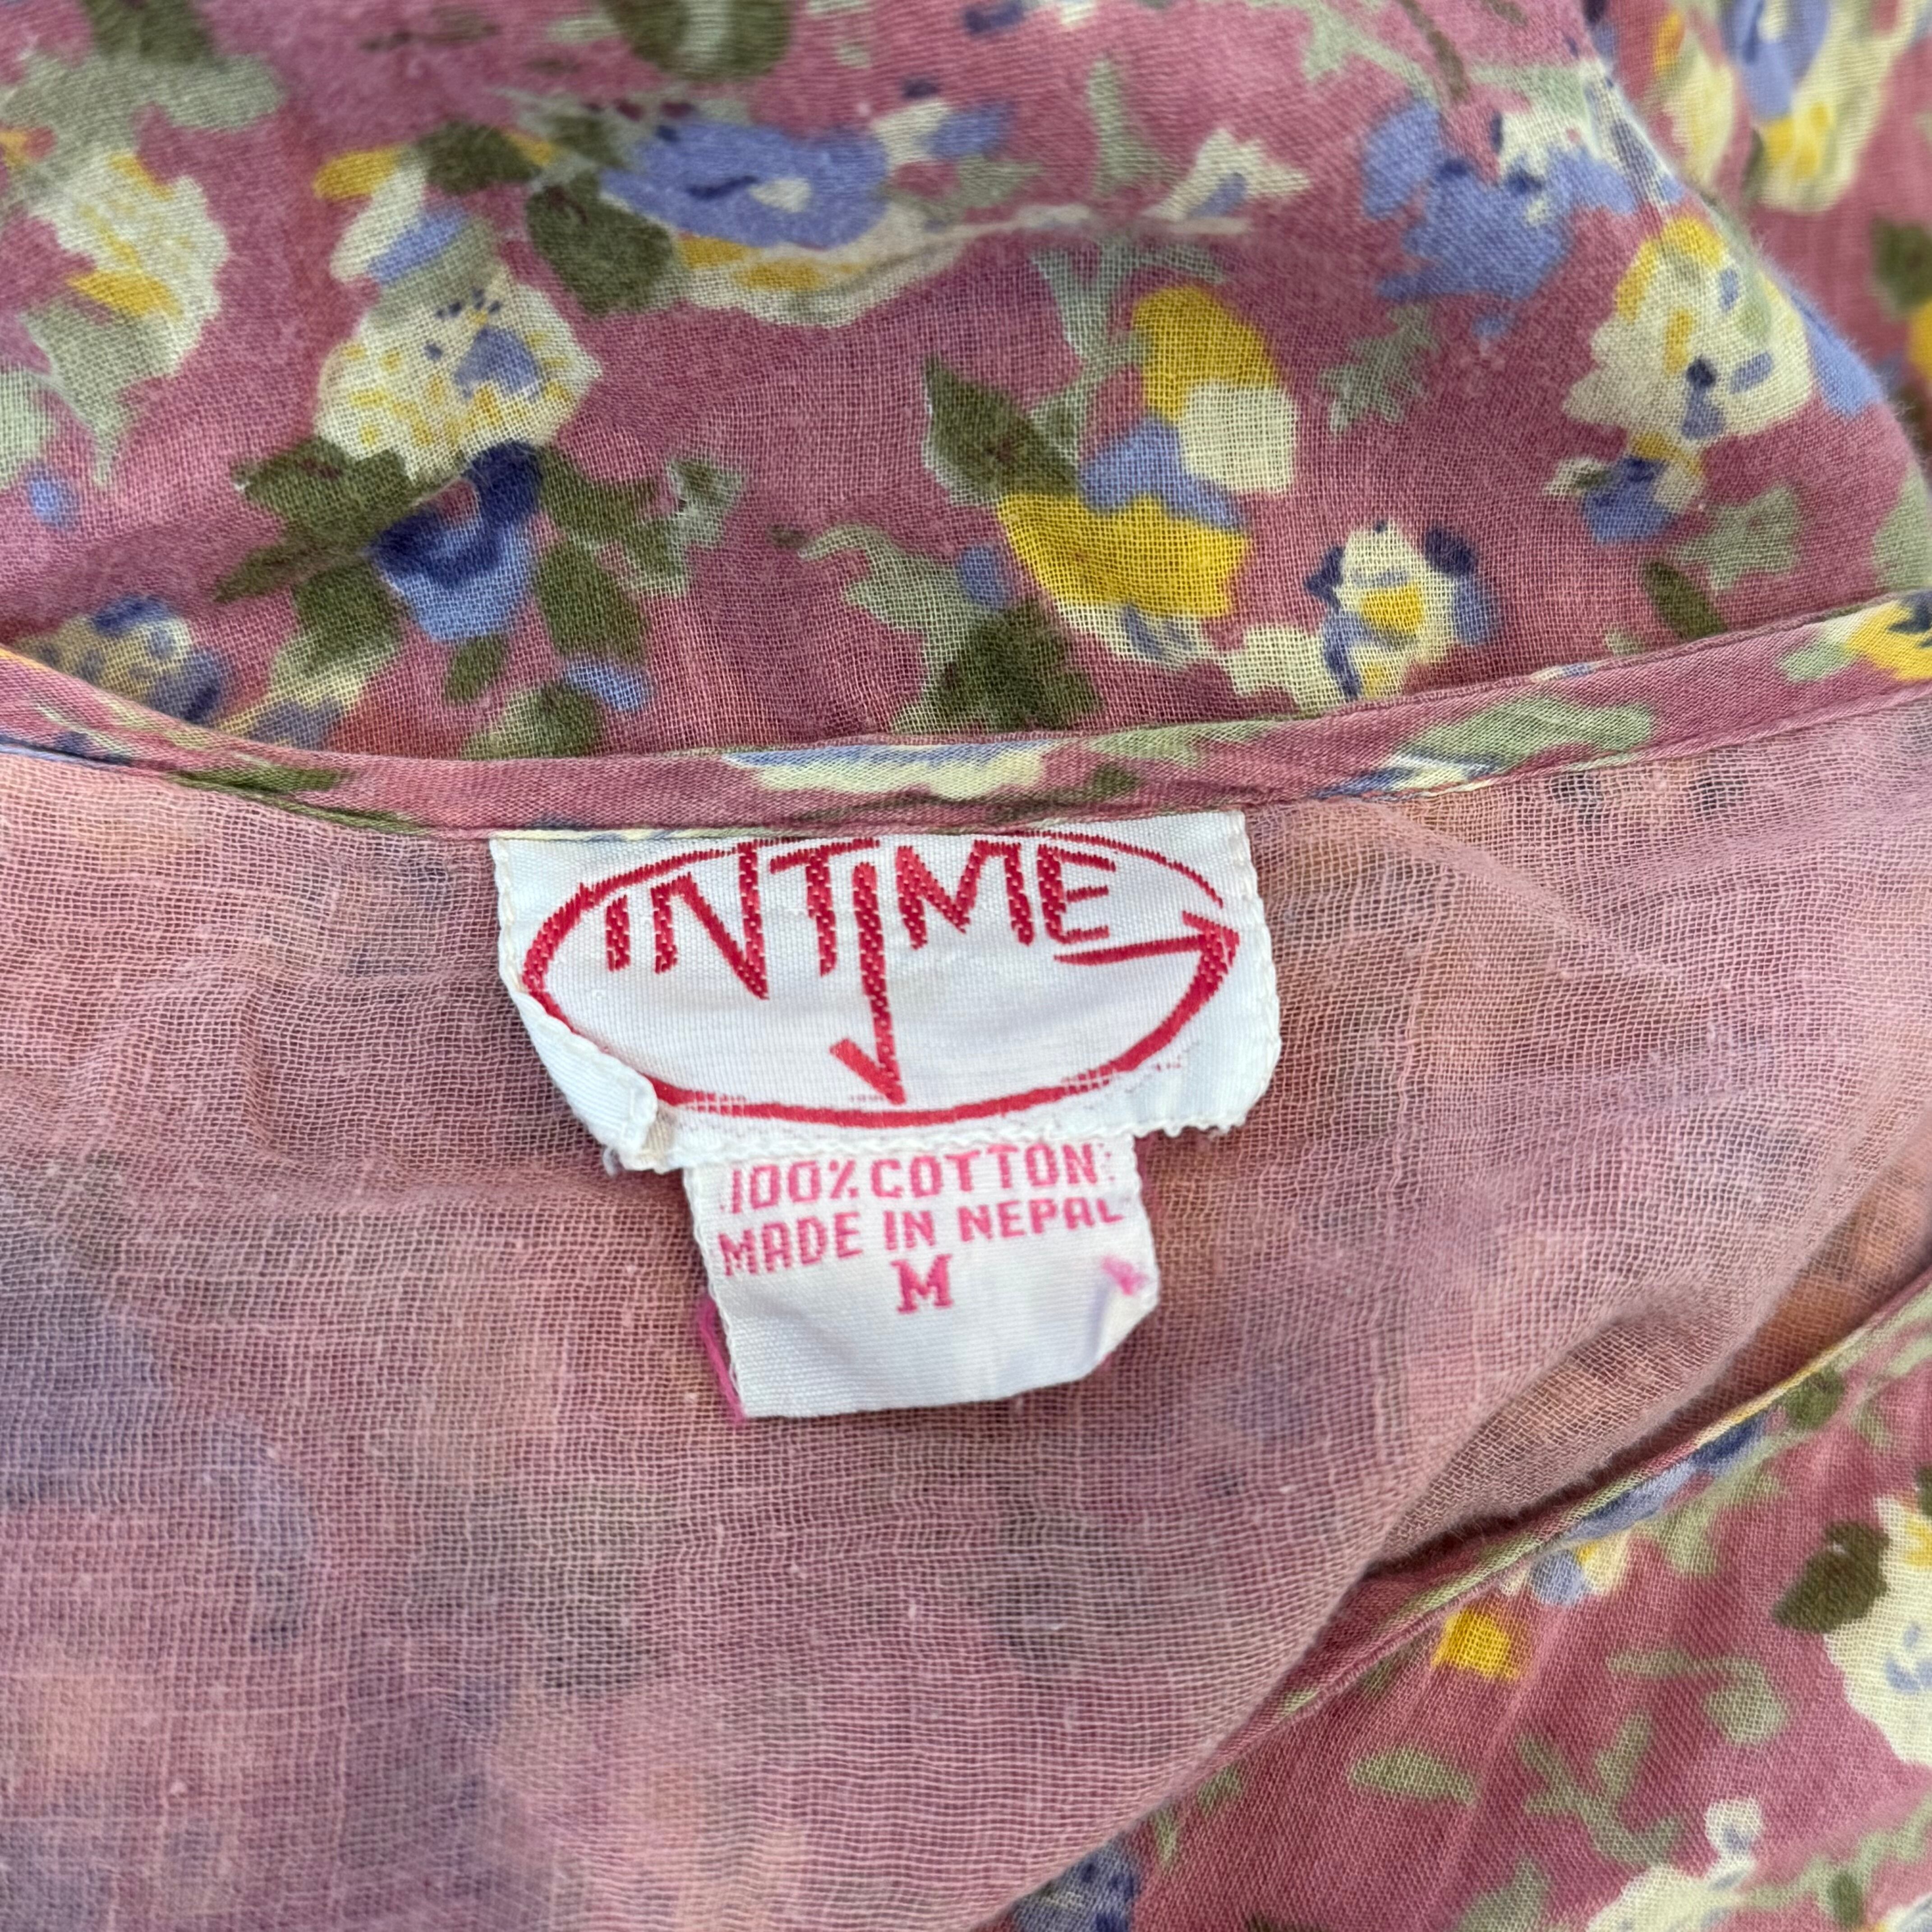 INTIME
100% COTTON
MADE IN NEPAL
M